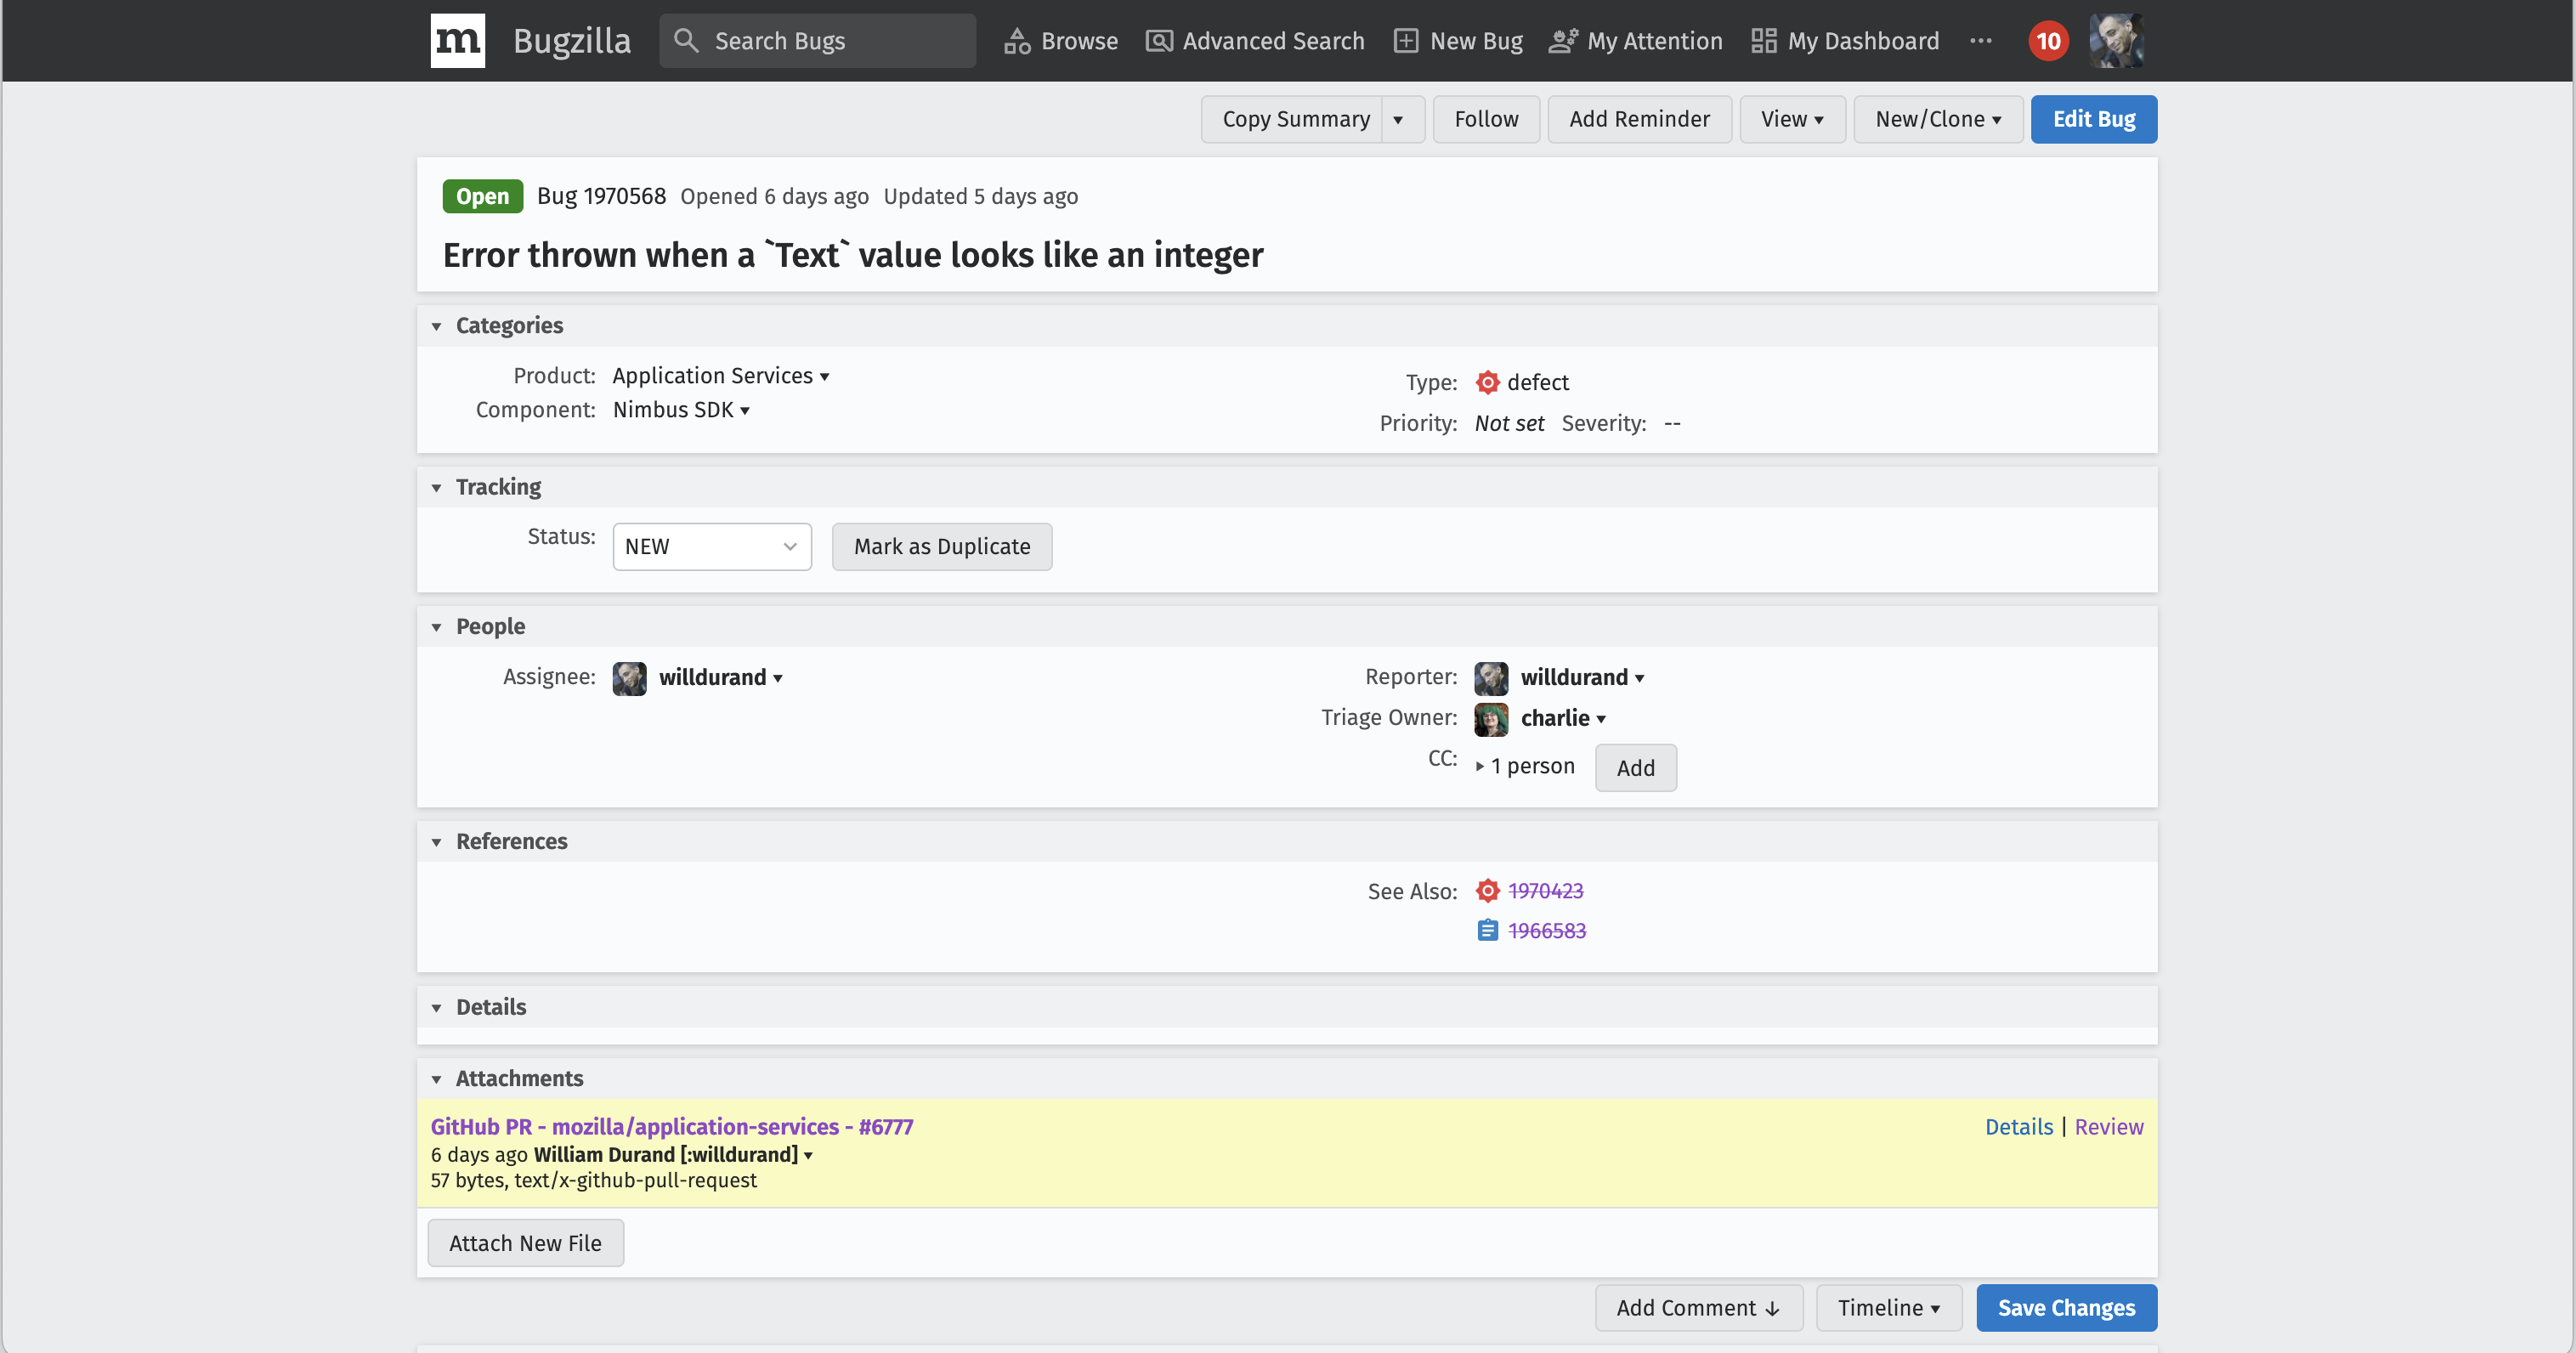 m Bugzilla Search Bugs Browse Advanced Search New Bug My Attention My Dashboard ··· 10
Copy Summary ▾ Follow Add Reminder View ▾ New/Clone ▾ Edit Bug
Open Bug 1970568 Opened 6 days ago Updated 5 days ago
Error thrown when a `Text` value looks like an integer
▾ Categories
Product: Application Services ▾
Component: Nimbus SDK ▾
Type: defect
Priority: Not set Severity: --
▾ Tracking
Status: NEW Mark as Duplicate
▾ People
Assignee: willdurand ▾
Reporter: willdurand ▾
Triage Owner: charlie ▾
CC: ▸ 1 person Add
▾ References
See Also: 1970423
1966583
▾ Details
▾ Attachments
GitHub PR - mozilla/application-services - #6777 Details | Review
6 days ago William Durand [:willdurand] ▾
57 bytes, text/x-github-pull-request
Attach New File
Add Comment ↓ Timeline ▾ Save Changes